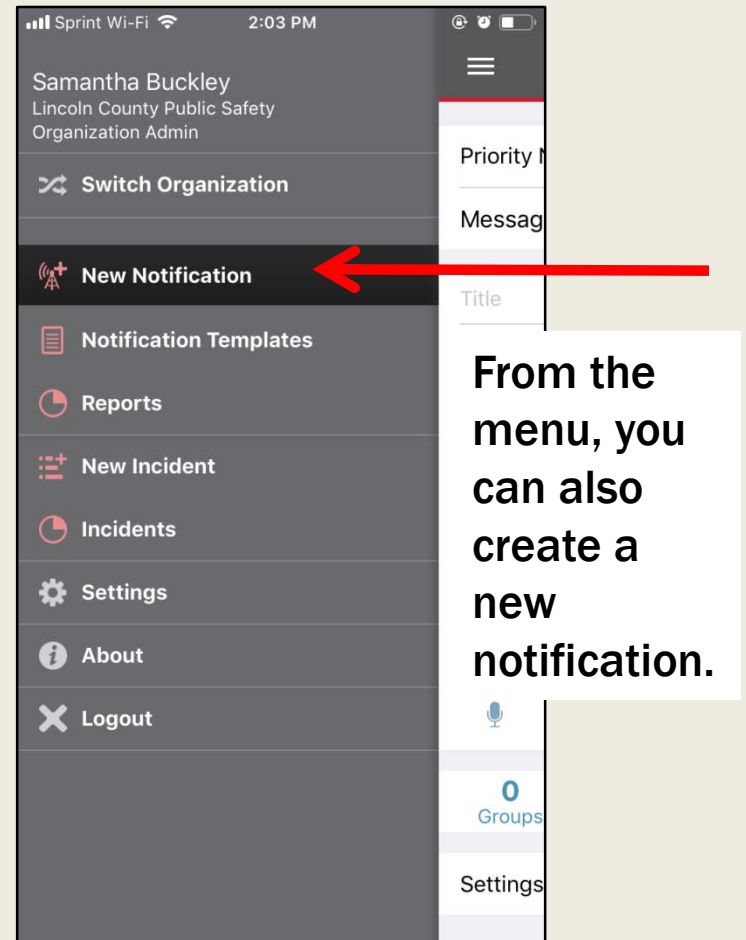 Sprint Wi-Fi 2:03 PM
Samantha Buckley
Lincoln County Public Safety
Organization Admin
Switch Organization
New Notification
Notification Templates
Reports
New Incident
Incidents
Settings
About
Logout
Priority
Messag
Title
From the
menu, you
can also
create a
new
notification.
0
Groups
Settings